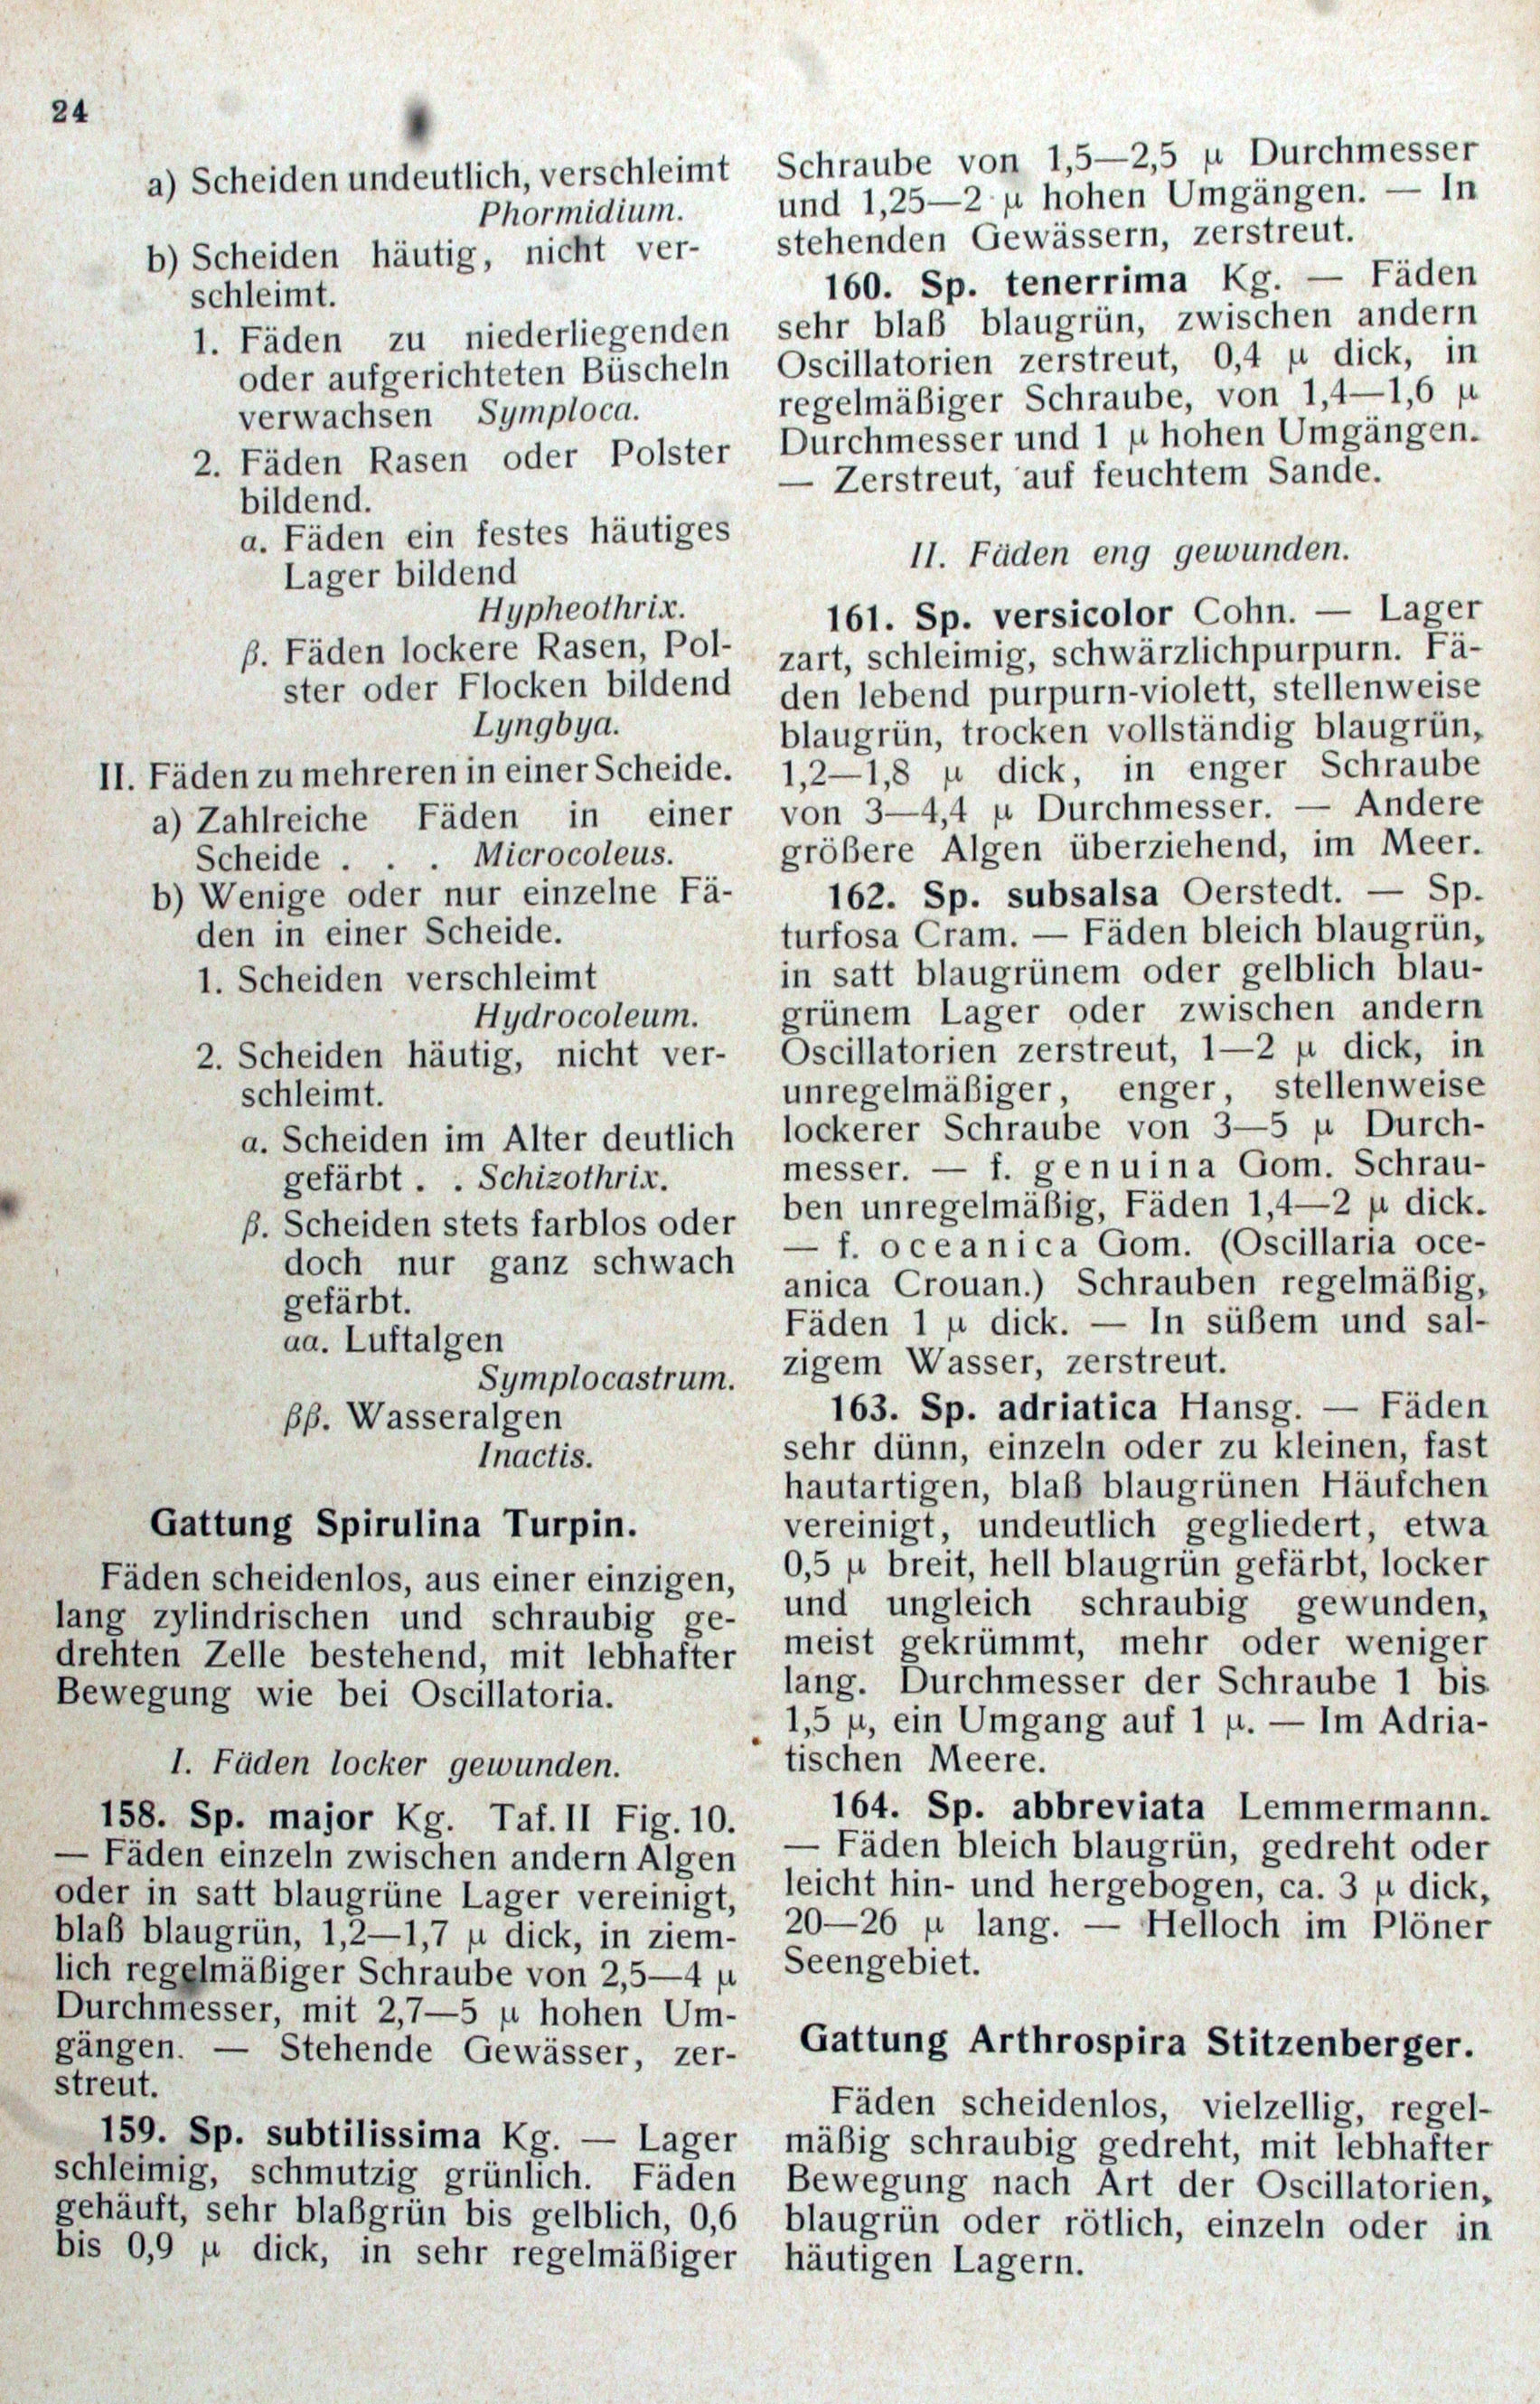 24
a) Scheiden undeutlich, verschleimt
Phormidium.
b) Scheiden häutig, nicht ver-
schleimt.
1. Fäden zu niederliegenden
oder aufgerichteten Büscheln
verwachsen Symploca.
2. Fäden Rasen oder Polster
bildend.
α. Fäden ein festes häutiges
Lager bildend
Hypheothrix.
β. Fäden lockere Rasen, Pol-
ster oder Flocken bildend
Lyngbya.
II. Fäden zu mehreren in einer Scheide.
a) Zahlreiche Fäden in einer
Scheide . . . Microcoleus.
b) Wenige oder nur einzelne Fä-
den in einer Scheide.
1. Scheiden verschleimt
Hydrocoleum.
2. Scheiden häutig, nicht ver-
schleimt.
α. Scheiden im Alter deutlich
gefärbt . . Schizothrix.
β. Scheiden stets farblos oder
doch nur ganz schwach
gefärbt.
αα. Luftalgen
Symplocastrum.
ββ. Wasseralgen
Inactis.
Gattung Spirulina Turpin.
Fäden scheidenlos, aus einer einzigen,
lang zylindrischen und schraubig ge-
drehten Zelle bestehend, mit lebhafter
Bewegung wie bei Oscillatoria.
I. Fäden locker gewunden.
158. Sp. major Kg. Taf. II Fig. 10.
— Fäden einzeln zwischen andern Algen
oder in satt blaugrüne Lager vereinigt,
blaß blaugrün, 1,2—1,7 µ dick, in ziem-
lich regelmäßiger Schraube von 2,5—4 µ
Durchmesser, mit 2,7—5 µ hohen Um-
gängen. — Stehende Gewässer, zer-
streut.
159. Sp. subtilissima Kg. — Lager
schleimig, schmutzig grünlich. Fäden
gehäuft, sehr blaßgrün bis gelblich, 0,6
bis 0,9 µ dick, in sehr regelmäßiger
Schraube von 1,5—2,5 µ Durchmesser
und 1,25—2 µ hohen Umgängen. — In
stehenden Gewässern, zerstreut.
160. Sp. tenerrima Kg. — Fäden
sehr blaß blaugrün, zwischen andern
Oscillatorien zerstreut, 0,4 µ dick, in
regelmäßiger Schraube, von 1,4—1,6 µ
Durchmesser und 1 µ hohen Umgängen.
— Zerstreut, auf feuchtem Sande.
II. Fäden eng gewunden.
161. Sp. versicolor Cohn. — Lager
zart, schleimig, schwärzlichpurpurn. Fä-
den lebend purpurn-violett, stellenweise
blaugrün, trocken vollständig blaugrün,
1,2—1,8 µ dick, in enger Schraube
von 3—4,4 µ Durchmesser. — Andere
größere Algen überziehend, im Meer.
162. Sp. subsalsa Oerstedt. — Sp.
turfosa Cram. — Fäden bleich blaugrün,
in satt blaugrünem oder gelblich blau-
grünem Lager oder zwischen andern
Oscillatorien zerstreut, 1—2 µ dick, in
unregelmäßiger, enger, stellenweise
lockerer Schraube von 3—5 µ Durch-
messer. — f. genuina Gom. Schrau-
ben unregelmäßig, Fäden 1,4—2 µ dick.
— f. oceanica Gom. (Oscillaria oce-
anica Crouan.) Schrauben regelmäßig,
Fäden 1 µ dick. — In süßem und sal-
zigem Wasser, zerstreut.
163. Sp. adriatica Hansg. — Fäden
sehr dünn, einzeln oder zu kleinen, fast
hautartigen, blaß blaugrünen Häufchen
vereinigt, undeutlich gegliedert, etwa
0,5 µ breit, hell blaugrün gefärbt, locker
und ungleich schraubig gewunden,
meist gekrümmt, mehr oder weniger
lang. Durchmesser der Schraube 1 bis
1,5 µ, ein Umgang auf 1 µ. — Im Adria-
tischen Meere.
164. Sp. abbreviata Lemmermann.
— Fäden bleich blaugrün, gedreht oder
leicht hin- und hergebogen, ca. 3 µ dick,
20—26 µ lang. — Helloch im Plöner
Seengebiet.
Gattung Arthrospira Stitzenberger.
Fäden scheidenlos, vielzellig, regel-
mäßig schraubig gedreht, mit lebhafter
Bewegung nach Art der Oscillatorien,
blaugrün oder rötlich, einzeln oder in
häutigen Lagern.